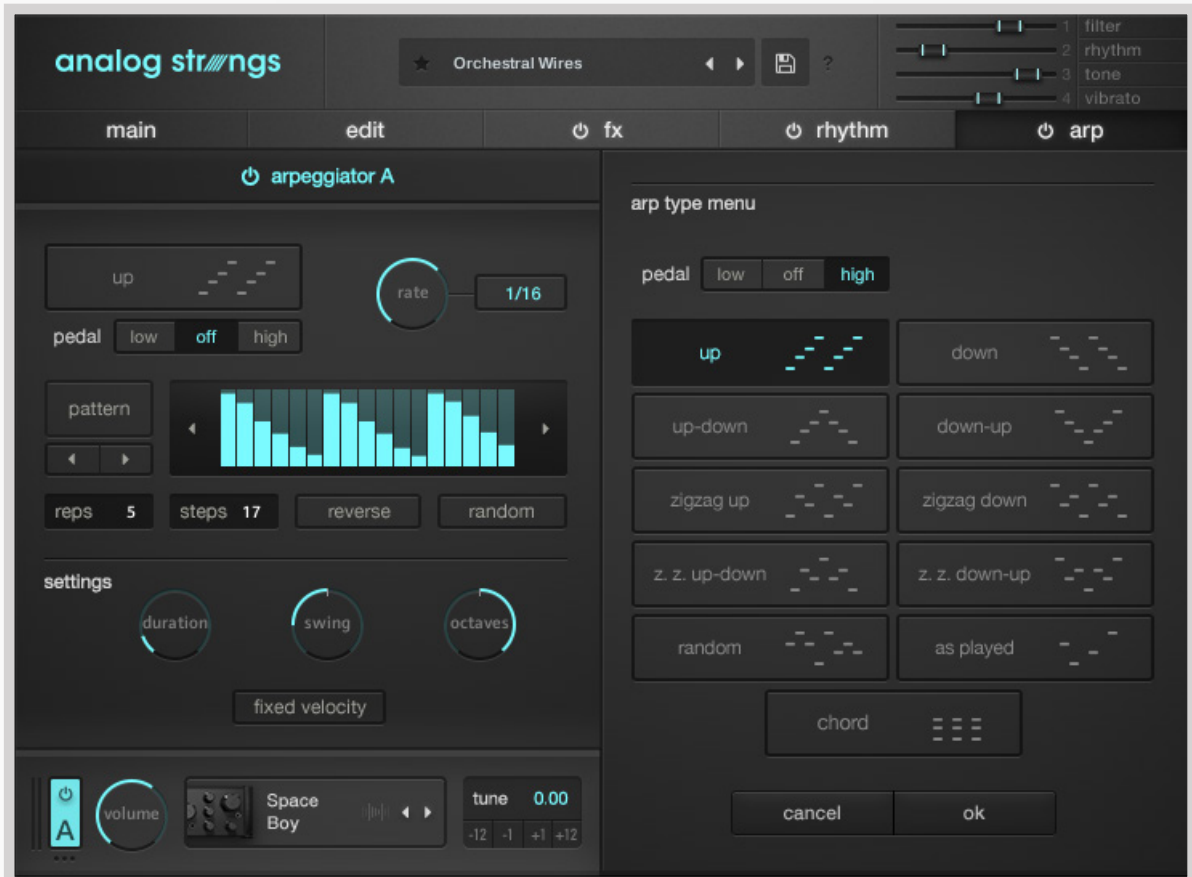 analog strings
Orchestral Wires
?
1 filter
2 rhythm
3 tone
4 vibrato
main
edit
fx
rhythm
arp
arpeggiator A
up
rate
1/16
pedal low off high
pattern
reps 5
steps 17
reverse
random
settings
duration
swing
octaves
fixed velocity
A
volume
Space
Boy
tune 0.00
-12 -1 +1 +12
arp type menu
pedal low off high
up
down
up-down
down-up
zigzag up
zigzag down
z. z. up-down
z. z. down-up
random
as played
chord
cancel
ok